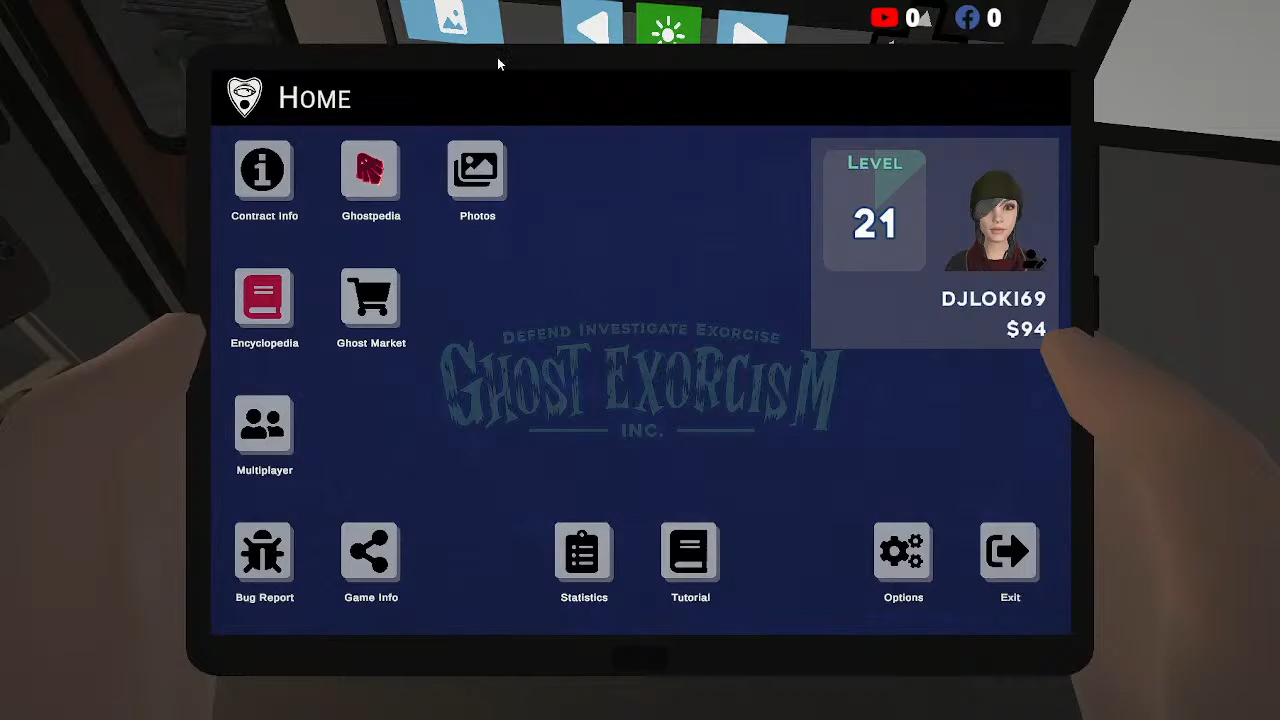 0 0
HOME
Contract Info Ghostpedia Photos
LEVEL
21
DJLOKI69
$94
Encyclopedia Ghost Market
DEFEND INVESTIGATE EXORCISE
GHOST EXORCISM
INC.
Multiplayer
Bug Report Game Info Statistics Tutorial Options Exit